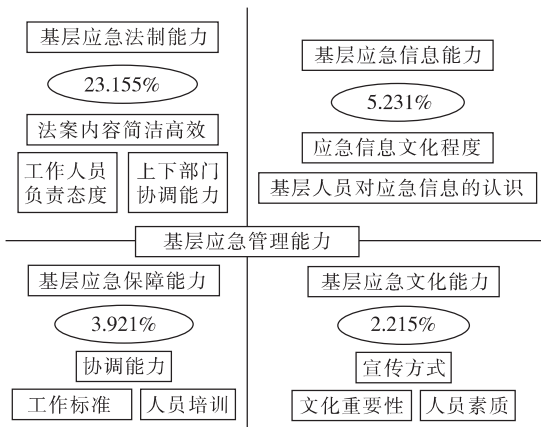 基层应急法制能力
23.155%
法案内容简洁高效
工作人员
负责态度
上下部门
协调能力
基层应急信息能力
5.231%
应急信息文化程度
基层人员对应急信息的认识
基层应急管理能力
基层应急保障能力
3.921%
协调能力
工作标准
人员培训
基层应急文化能力
2.215%
宣传方式
文化重要性
人员素质